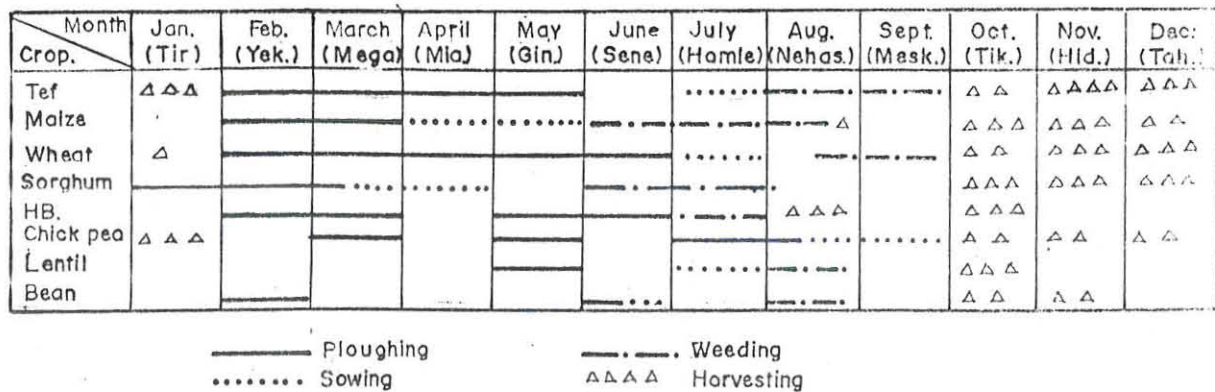 Month Jan. Feb. March April May June July Aug. Sept. Oct. Nov. Dec.
Crop. (Tir) (Yek.) (Mega) (Mia) (Gin.) (Sene) (Hamle) (Nehas.) (Mesk.) (Tik.) (Hid.) (Tah.)
Tef
Maize
Wheat
Sorghum
HB.
Chick pea
Lentil
Bean
Ploughing Weeding
Sowing Horvesting